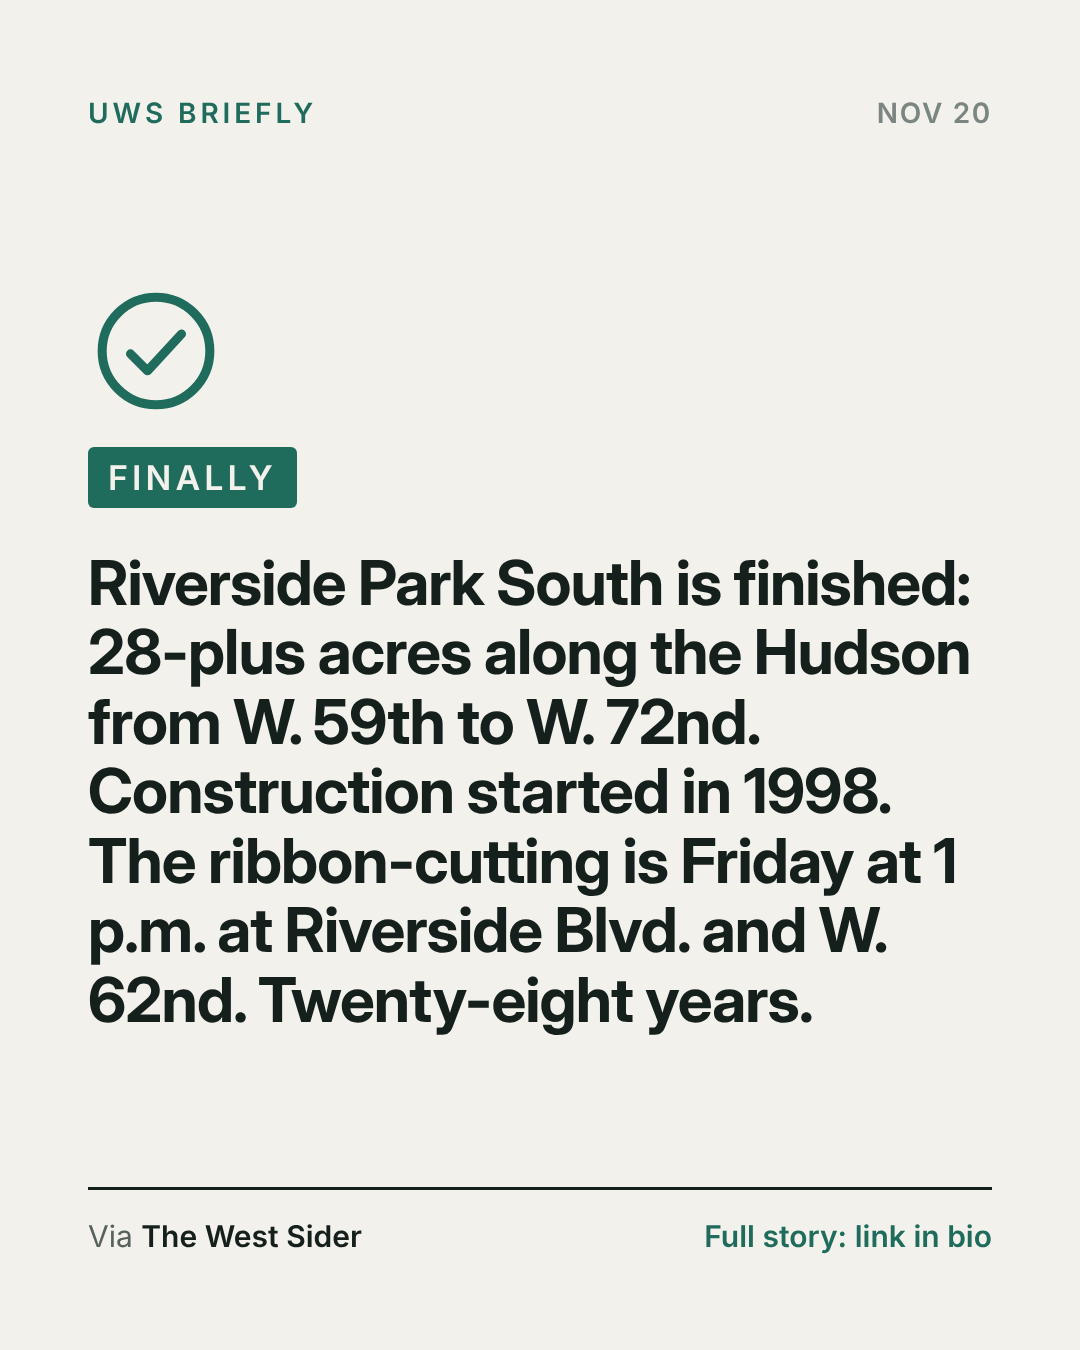 UWS BRIEFLY
NOV 20
FINALLY
Riverside Park South is finished:
28-plus acres along the Hudson
from W. 59th to W. 72nd.
Construction started in 1998.
The ribbon-cutting is Friday at 1
p.m. at Riverside Blvd. and W.
62nd. Twenty-eight years.
Via The West Sider
Full story: link in bio